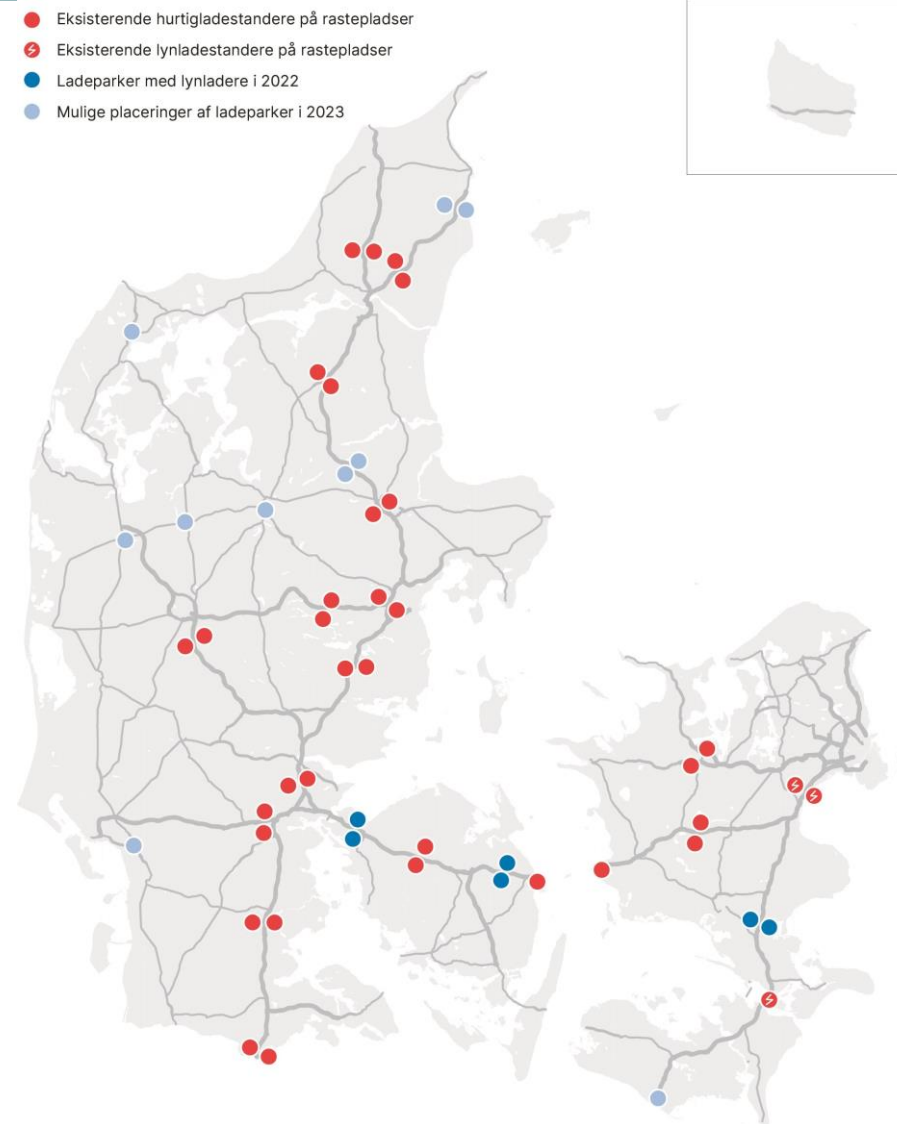 Eksisterende hurtigladestandere på rastepladser
Eksisterende lynladestandere på rastepladser
Ladeparker med lynladere i 2022
Mulige placeringer af ladeparker i 2023